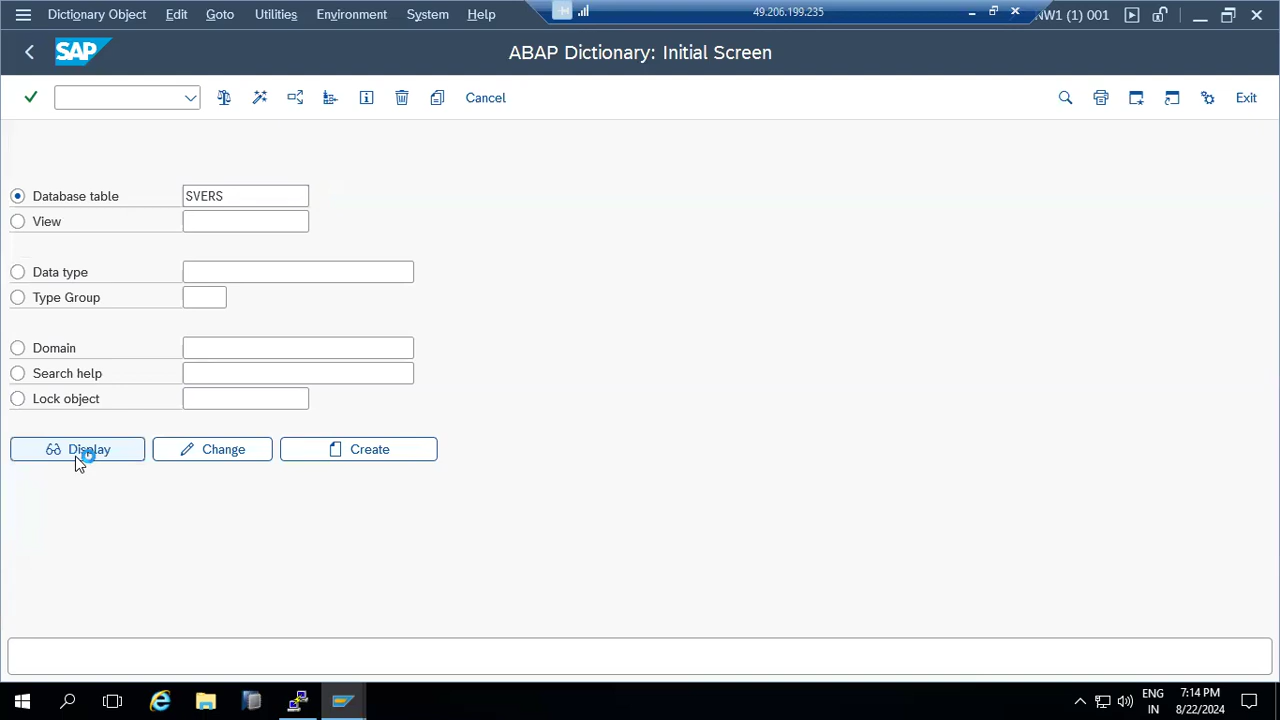 Dictionary Object Edit Goto Utilities Environment System Help
49.206.199.235
NW1 (1) 001
SAP
ABAP Dictionary: Initial Screen
Cancel
Exit
Database table SVERS
View
Data type
Type Group
Domain
Search help
Lock object
Display Change Create
ENG 7:14 PM
IN 8/22/2024